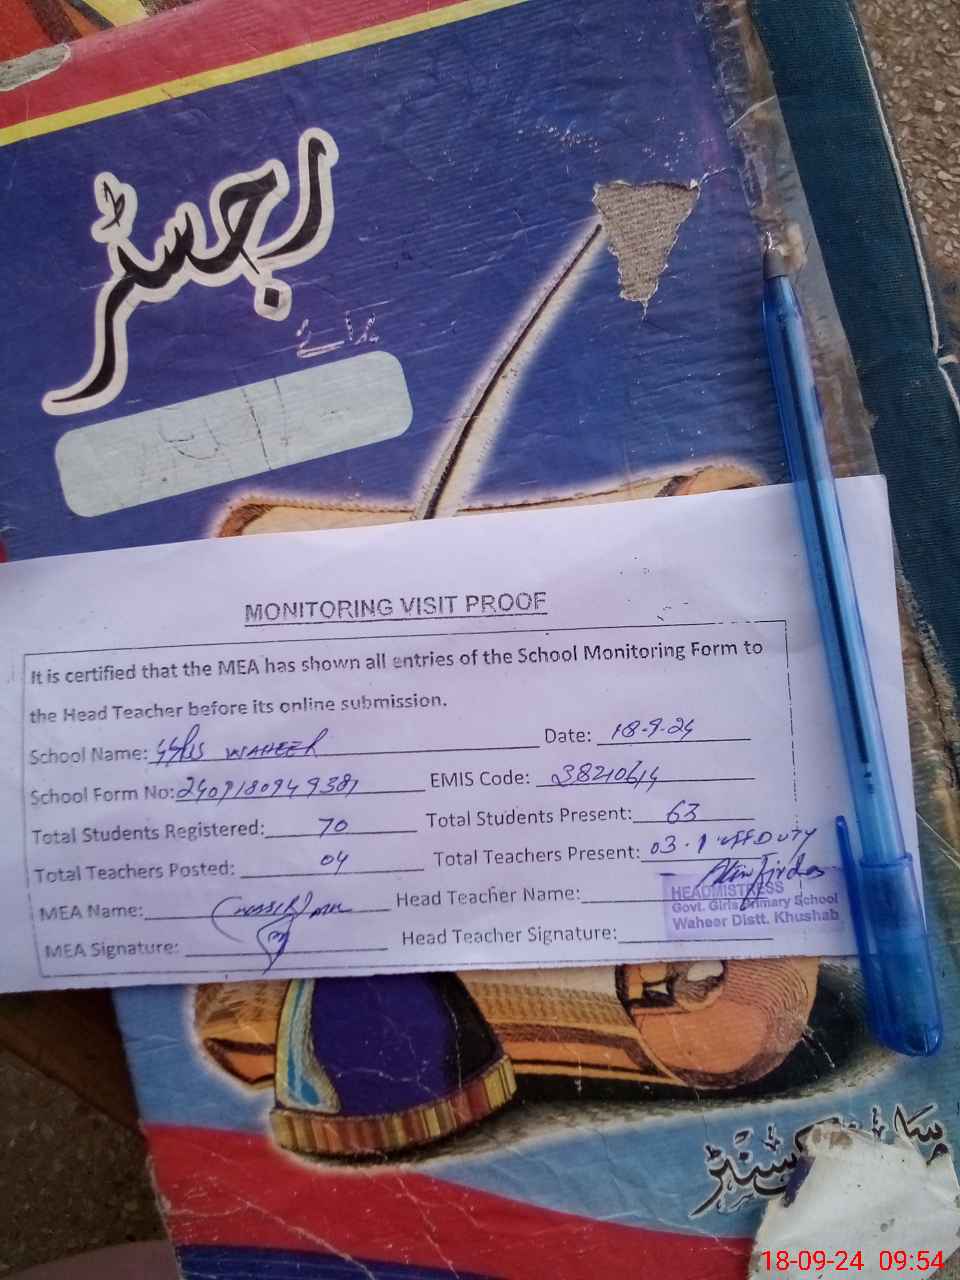 رجسٹر
برائے
MONITORING VISIT PROOF
It is certified that the MEA has shown all entries of the School Monitoring Form to
the Head Teacher before its online submission.
School Name: GGPS WAHEER Date: 18-9-24
School Form No: EMIS Code: 38210614
Total Students Registered: 70 Total Students Present: 63
Total Teachers Posted: 04 Total Teachers Present: 03. 1 OFF DUTY
MEA Name: Head Teacher Name:
HEADMISTRESS
Govt. Girls Primary School
Waheer Distt. Khushab
MEA Signature: Head Teacher Signature:
18-09-24 09:54